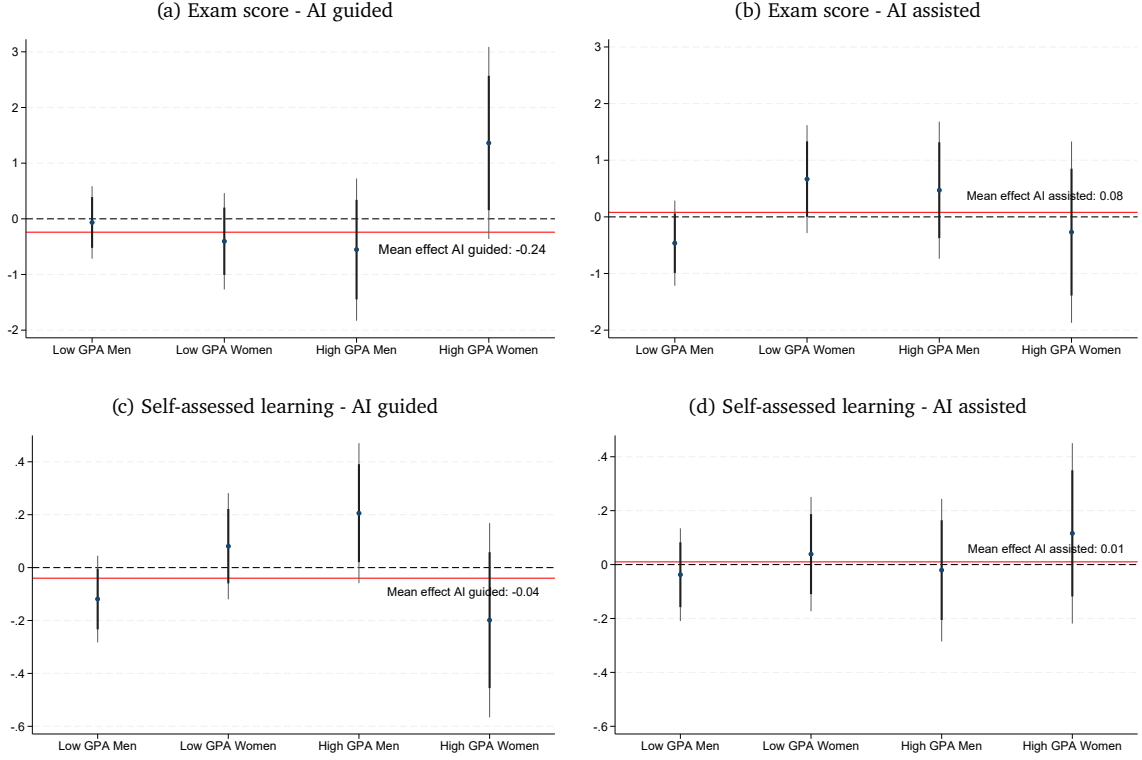 (a) Exam score - AI guided
3
2
1
0
-1
-2
Mean effect AI guided: -0.24
Low GPA Men
Low GPA Women
High GPA Men
High GPA Women
(b) Exam score - AI assisted
3
2
1
0
-1
-2
Mean effect AI assisted: 0.08
Low GPA Men
Low GPA Women
High GPA Men
High GPA Women
(c) Self-assessed learning - AI guided
.4
.2
0
-.2
-.4
-.6
Mean effect AI guided: -0.04
Low GPA Men
Low GPA Women
High GPA Men
High GPA Women
(d) Self-assessed learning - AI assisted
.4
.2
0
-.2
-.4
-.6
Mean effect AI assisted: 0.01
Low GPA Men
Low GPA Women
High GPA Men
High GPA Women